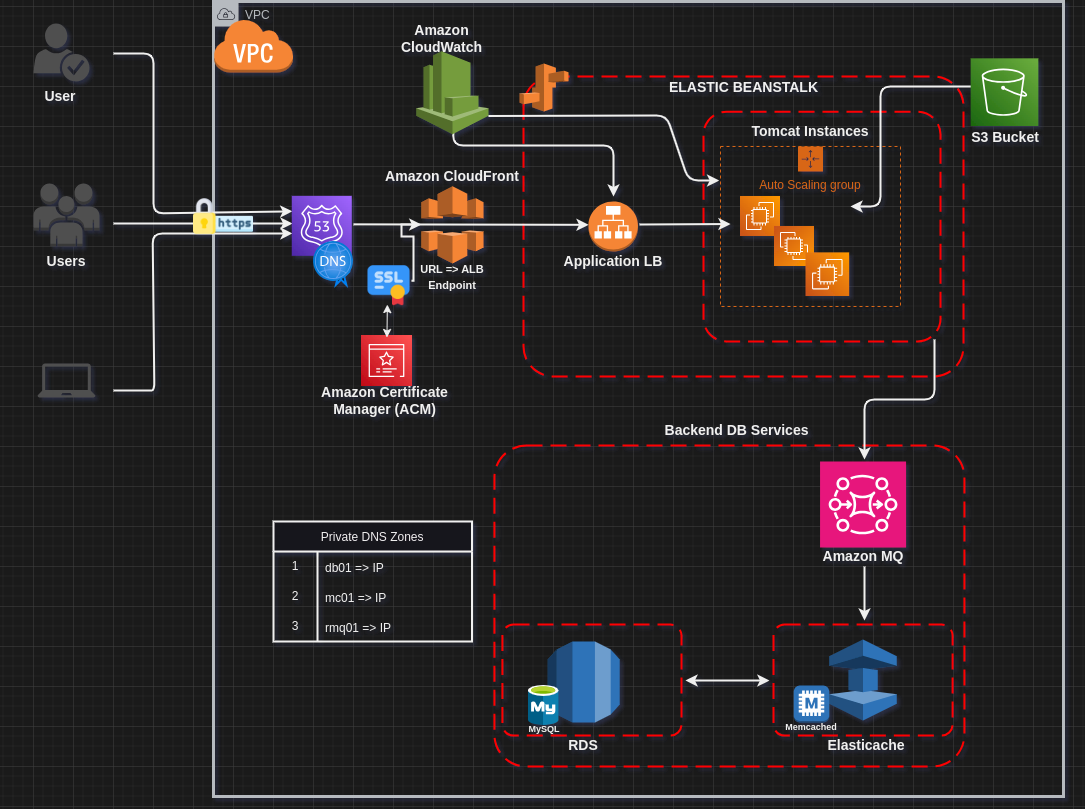 VPC
VPC
User
Amazon
CloudWatch
ELASTIC BEANSTALK
S3 Bucket
Tomcat Instances
Auto Scaling group
Amazon CloudFront
https
53
DNS
Users
Application LB
URL => ALB
Endpoint
SSL
Amazon Certificate
Manager (ACM)
Backend DB Services
Amazon MQ
Private DNS Zones
1 db01 => IP
2 mc01 => IP
3 rmq01 => IP
My
MySQL
RDS
M
Memcached
Elasticache